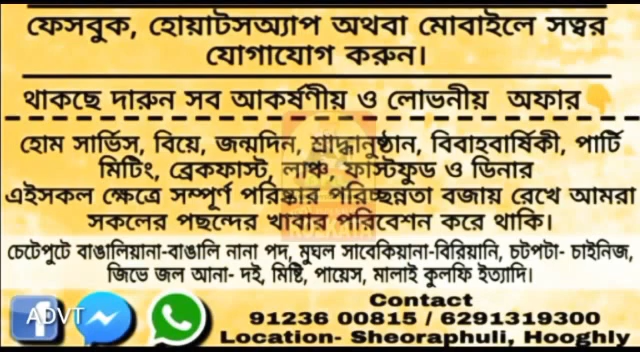 ফেসবুক, হোয়াটসঅ্যাপ অথবা মোবাইলে সত্বর
যোগাযোগ করুন।
থাকছে দারুন সব আকর্ষণীয় ও লোভনীয় অফার
হোম সার্ভিস, বিয়ে, জন্মদিন, শ্রাদ্ধানুষ্ঠান, বিবাহবার্ষিকী, পার্টি
মিটিং, ব্রেকফাস্ট, লাঞ্চ, ফাস্টফুড ও ডিনার
এইসকল ক্ষেত্রে সম্পূর্ণ পরিষ্কার পরিচ্ছন্নতা বজায় রেখে আমরা
সকলের পছন্দের খাবার পরিবেশন করে থাকি।
চেটেপুটে বাঙালিয়ানা-বাঙালি নানা পদ, মুঘল সাবেকিয়ানা-বিরিয়ানি, চটপটা- চাইনিজ,
জিভে জল আনা- দই, মিষ্টি, পায়েস, মালাই কুলফি ইত্যাদি।
ADVT
Contact
91236 00815 / 6291319300
Location- Sheoraphuli, Hooghly